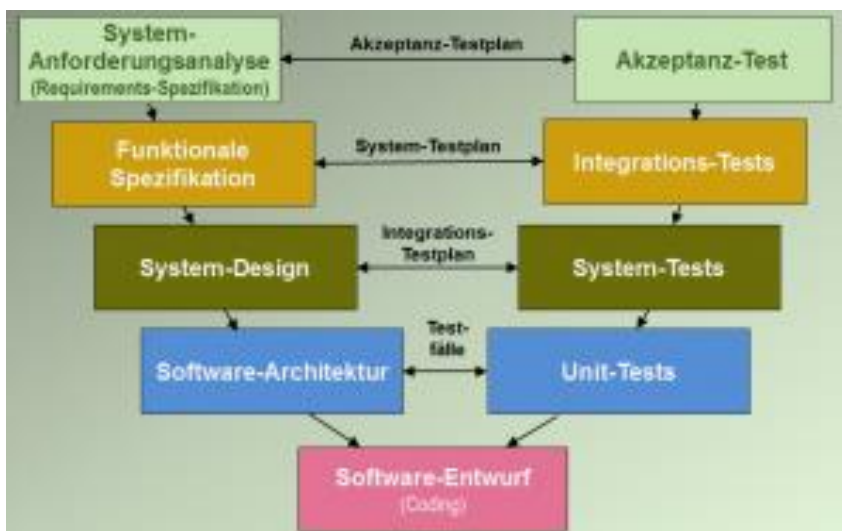 System-
Anforderungsanalyse
(Requirements-Spezifikation)
Akzeptanz-Testplan
Akzeptanz-Test
Funktionale
Spezifikation
System-Testplan
Integrations-Tests
System-Design
Integrations-
Testplan
System-Tests
Software-Architektur
Test-
fälle
Unit-Tests
Software-Entwurf
(Coding)